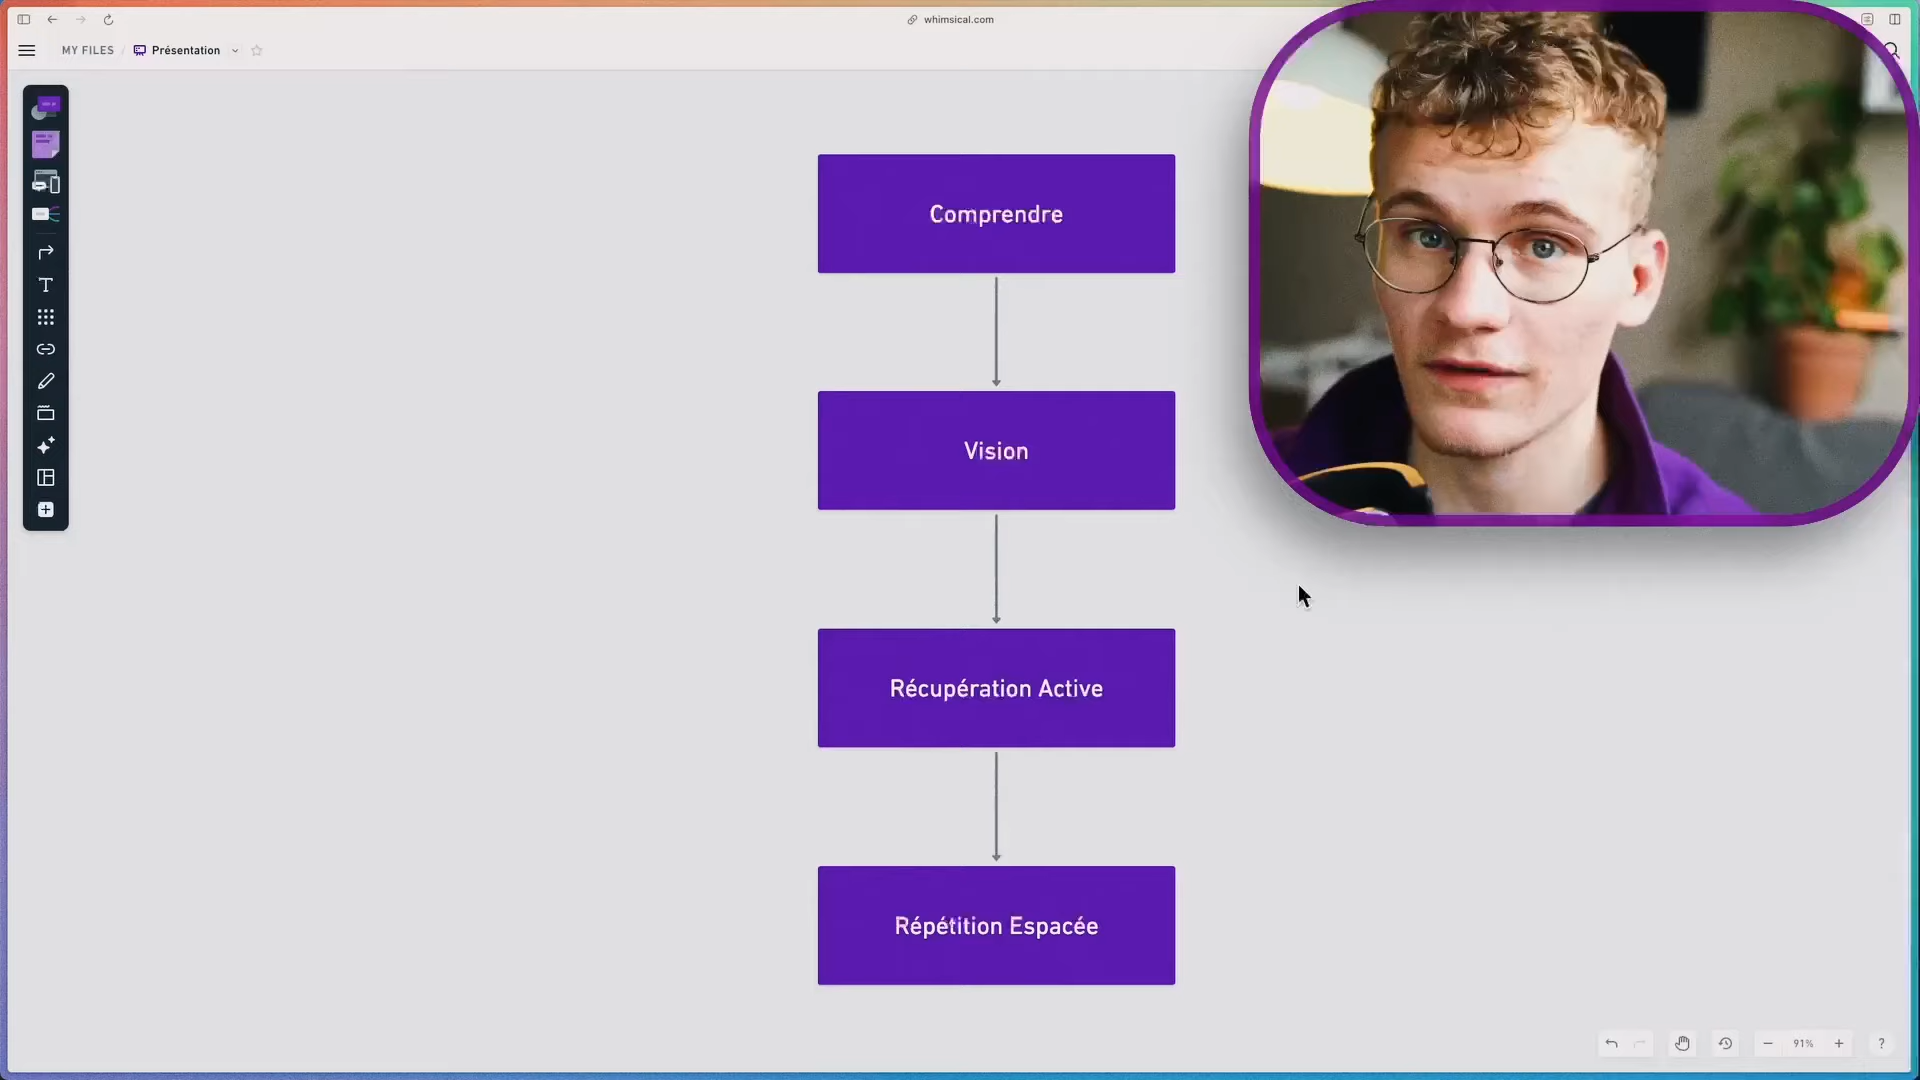 whimsical.com
MY FILES / Présentation
Comprendre
Vision
Récupération Active
Répétition Espacée
91%
?